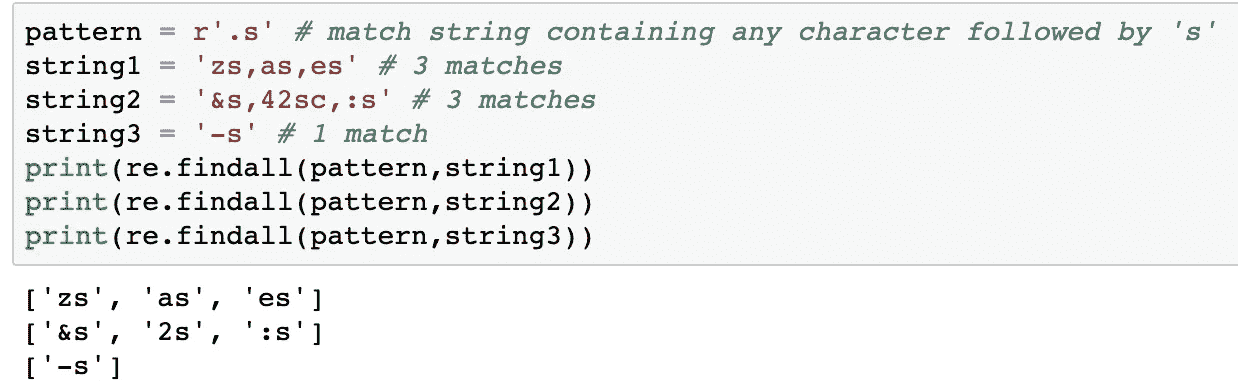 pattern = r'.s' # match string containing any character followed by 's'
string1 = 'zs,as,es' # 3 matches
string2 = '&s,42sc,:s' # 3 matches
string3 = '-s' # 1 match
print(re.findall(pattern,string1))
print(re.findall(pattern,string2))
print(re.findall(pattern,string3))
['zs', 'as', 'es']
['&s', '2s', ':s']
['-s']